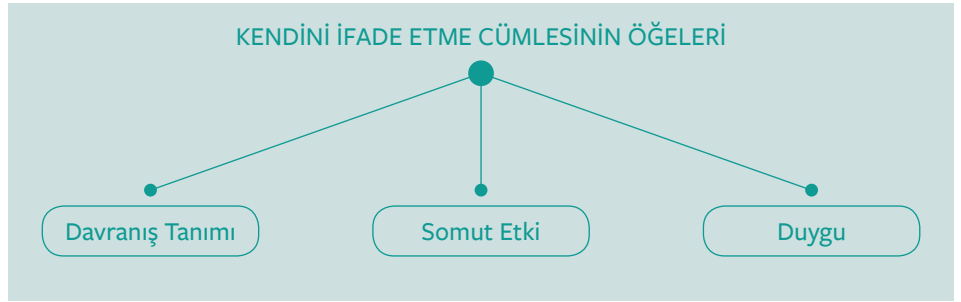 KENDİNİ İFADE ETME CÜMLESİNİN ÖĞELERİ
Davranış Tanımı
Somut Etki
Duygu